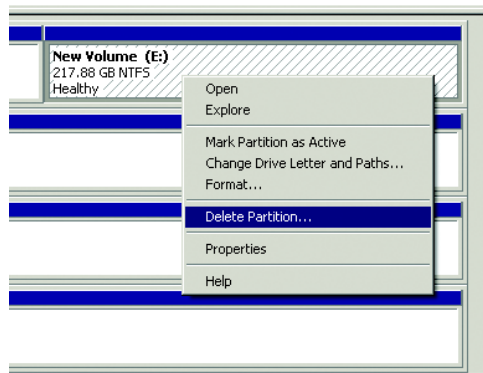 New Volume (E:)
217.88 GB NTFS
Healthy
Open
Explore
Mark Partition as Active
Change Drive Letter and Paths...
Format...
Delete Partition...
Properties
Help